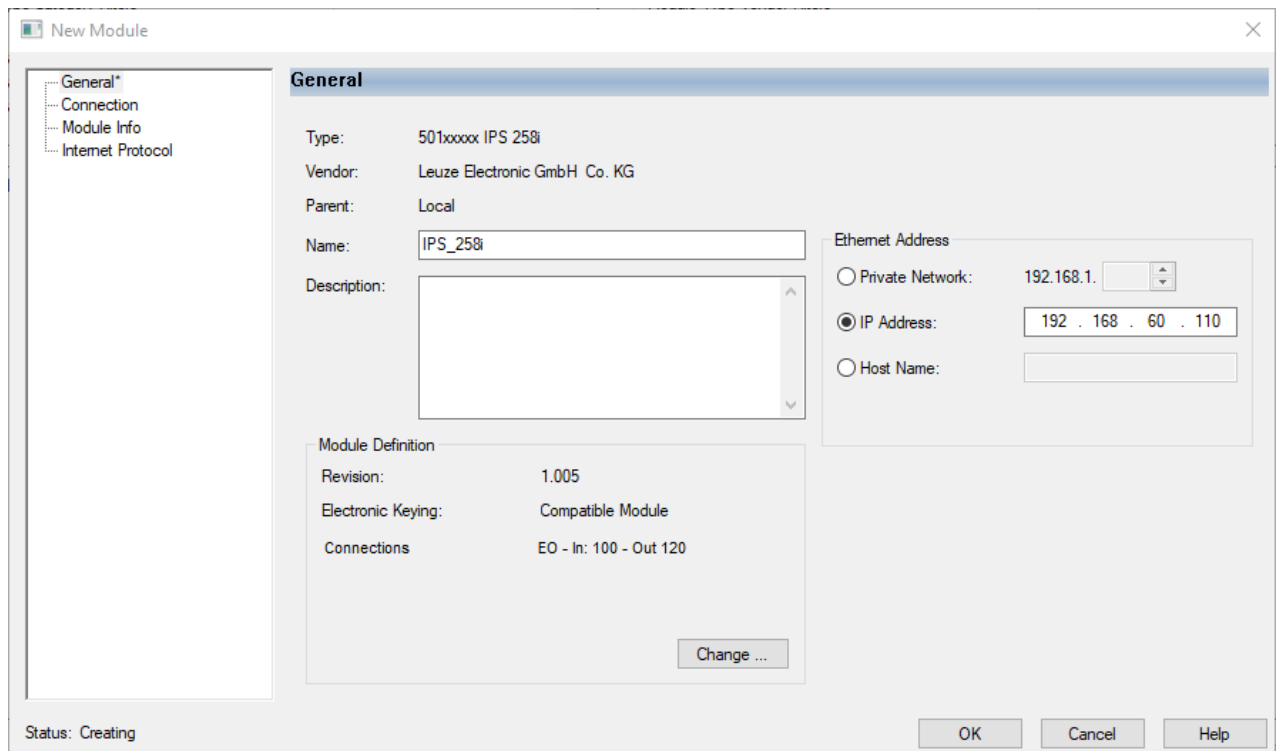 New Module
General*
Connection
Module Info
Internet Protocol
General
Type: 501xxxxx IPS 258i
Vendor: Leuze Electronic GmbH Co. KG
Parent: Local
Name: IPS_258i
Description:
Ethernet Address
Private Network: 192.168.1.
IP Address: 192 . 168 . 60 . 110
Host Name:
Module Definition
Revision: 1.005
Electronic Keying: Compatible Module
Connections EO - In: 100 - Out 120
Change ...
Status: Creating
OK Cancel Help